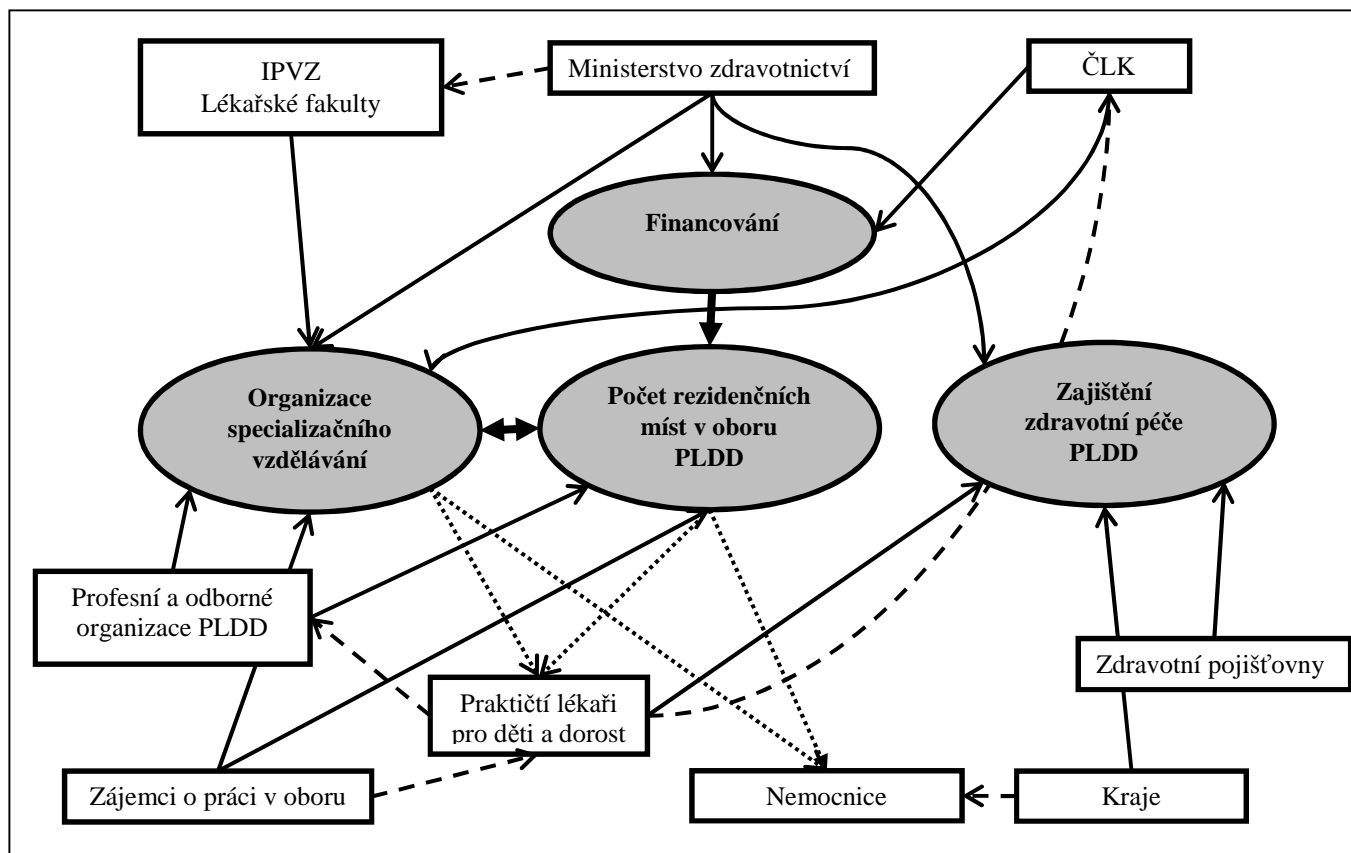 IPVZ
Lékařské fakulty
Ministerstvo zdravotnictví
ČLK
Financování
Organizace
specializačního
vzdělávání
Počet rezidenčních
míst v oboru
PLDD
Zajištění
zdravotní péče
PLDD
Profesní a odborné
organizace PLDD
Zdravotní pojišťovny
Praktičtí lékaři
pro děti a dorost
Zájemci o práci v oboru
Nemocnice
Kraje